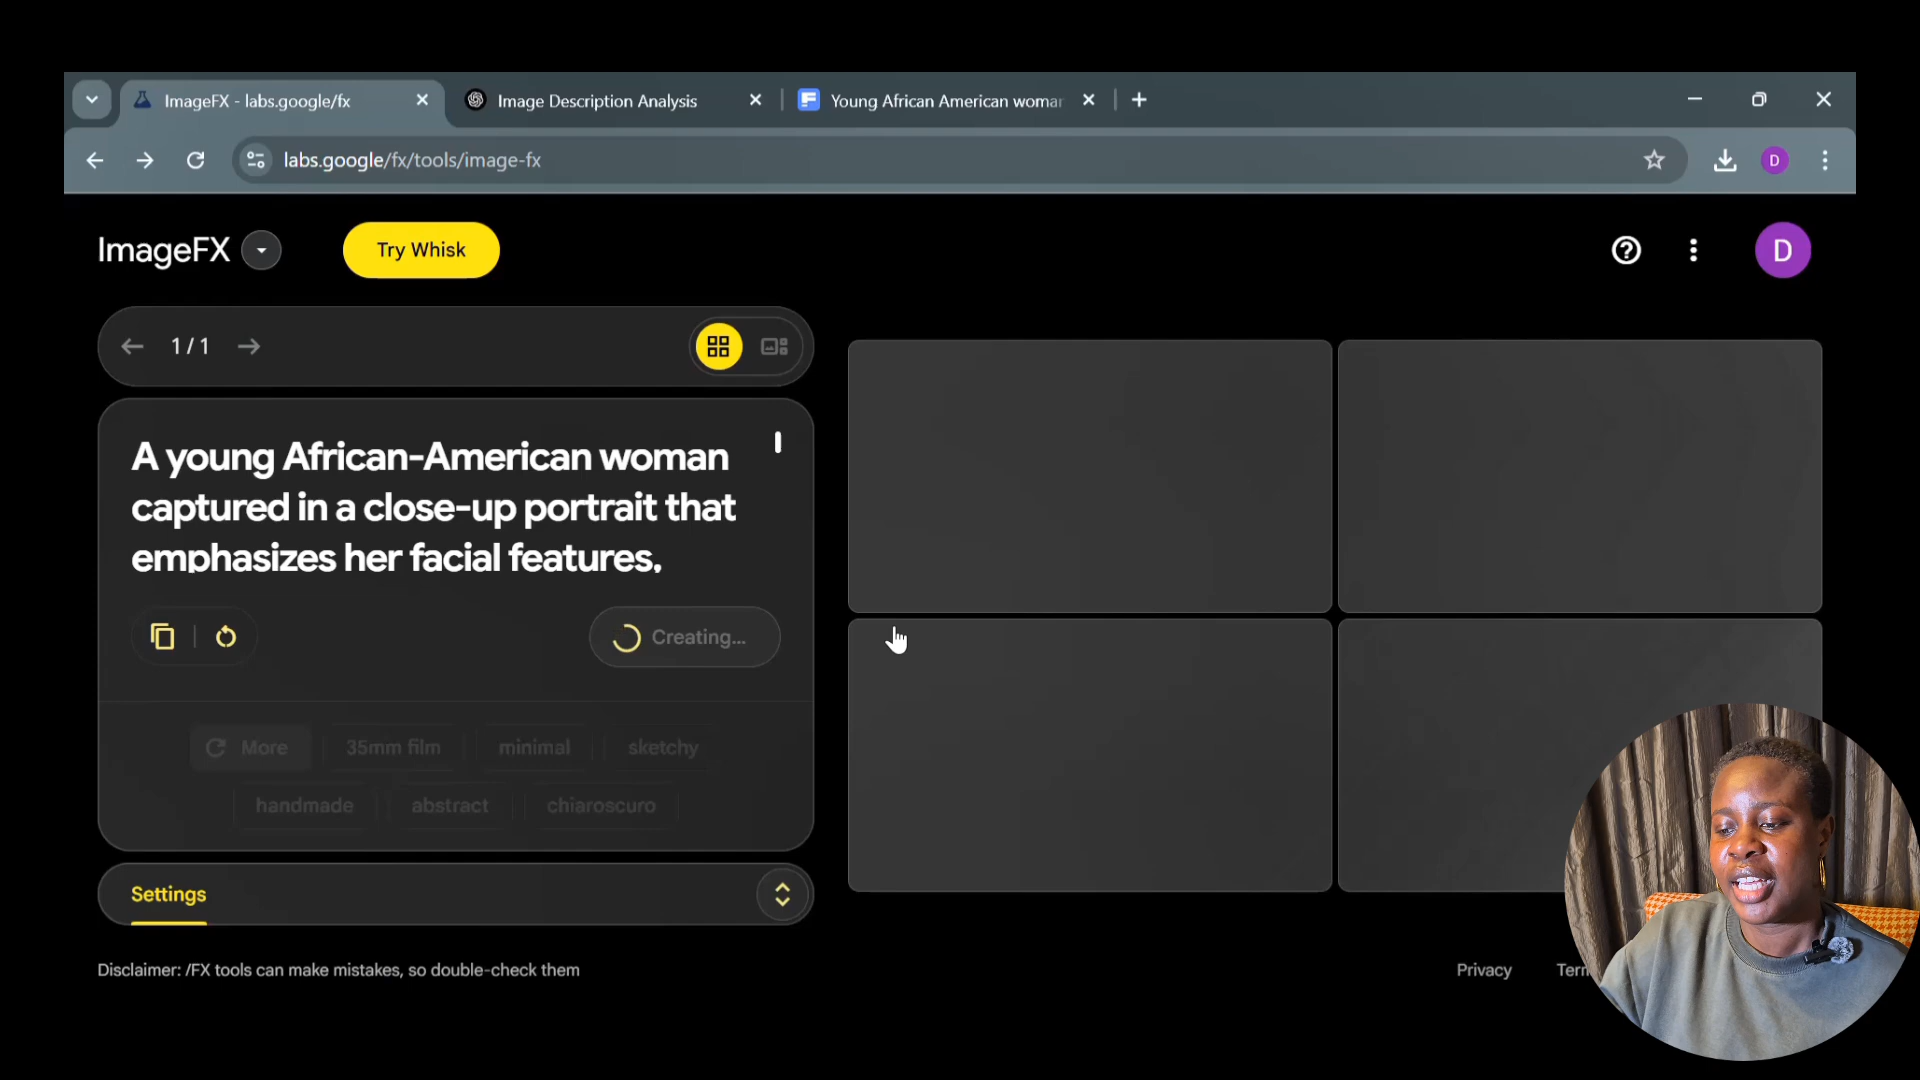 ImageFX - labs.google/fx
Image Description Analysis
Young African American woman
labs.google/fx/tools/image-fx
D
ImageFX
Try Whisk
D
1 / 1
A young African-American woman
captured in a close-up portrait that
emphasizes her facial features.
Creating...
More
35mm film
minimal
sketchy
handmade
abstract
chiaroscuro
Settings
Disclaimer: /FX tools can make mistakes, so double-check them
Privacy